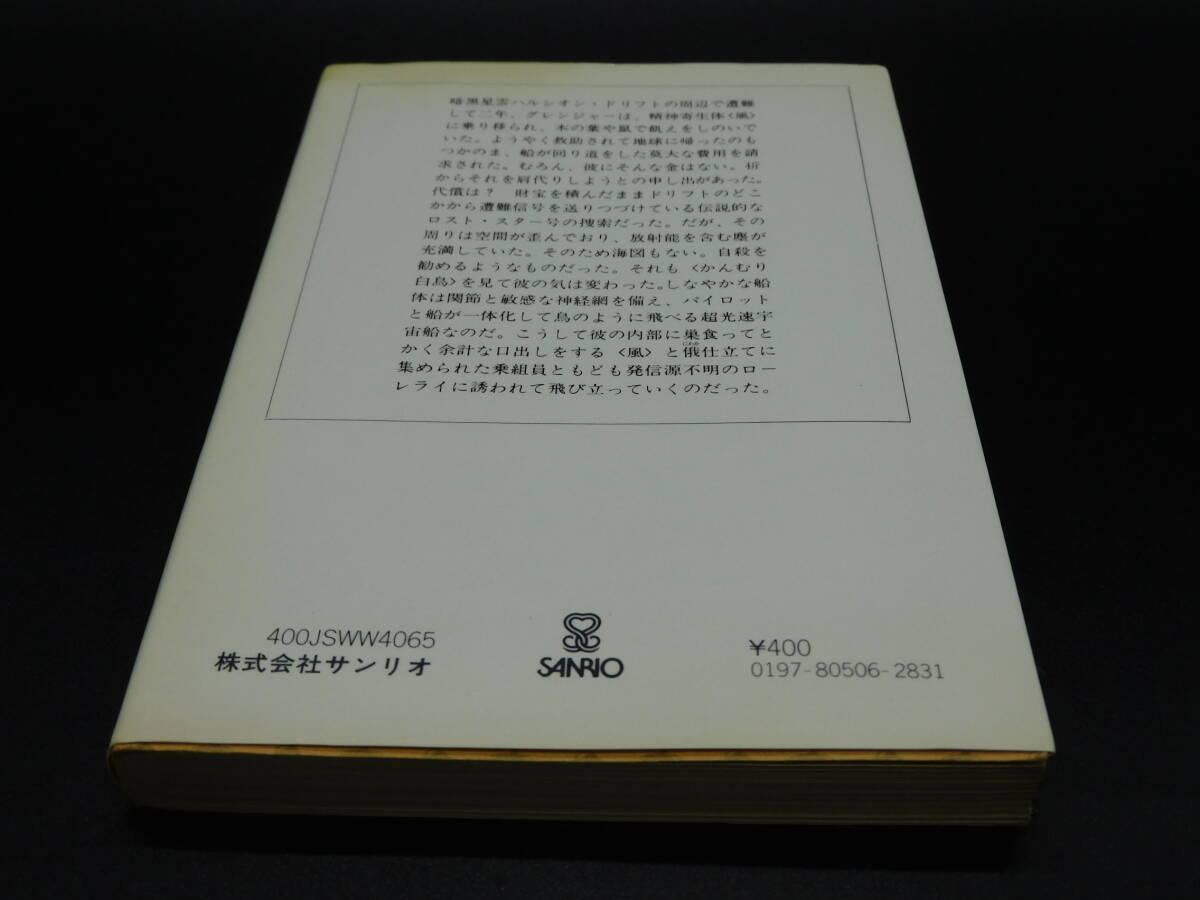 暗黒星雲ハルシオン・ドリフトの周辺で遭難
して二年、グレンジャーは、精神寄生体〈風〉
に乗り移られ、木の葉や鼠で飢えをしのいで
いた。ようやく救助されて地球に帰ったのも
つかのま、船が回り道をした莫大な費用を請
求された。むろん、彼にそんな金はない。折
からそれを肩代りしようとの申し出があった。
代償は？　財宝を積んだままドリフトのどこ
かから遭難信号を送りつづけている伝説的な
ロスト・スター号の捜索だった。だが、その
周りは空間が歪んでおり、放射能を含む塵が
充満していた。そのため海図もない。自殺を
勧めるようなものだった。それも〈かんむり
白鳥〉を見て彼の気は変わった。しなやかな船
体は関節と敏感な神経網を備え、パイロット
と船が一体化して鳥のように飛べる超光速宇
宙船なのだ。こうして彼の内部に巣食ってと
かく余計な口出しをする〈風〉と俄仕立てに
集められた乗組員ともども発信源不明のロー
レライに誘われて飛び立っていくのだった。
400JSWW4065
株式会社サンリオ
SANRIO
¥400
0197-80506-2831